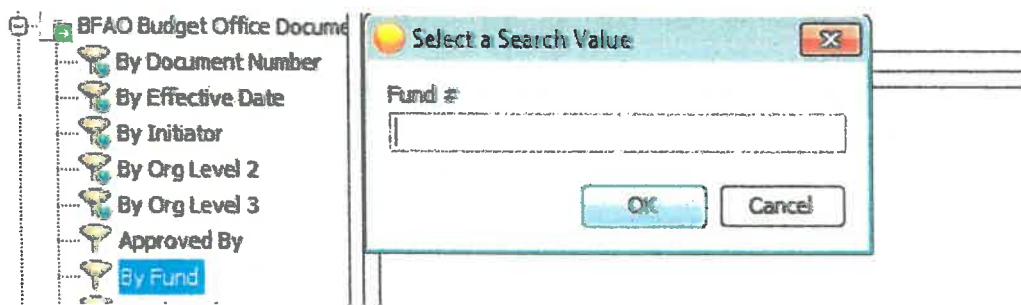 BFAO Budget Office Docume
By Document Number
By Effective Date
By Initiator
By Org Level 2
By Org Level 3
Approved By
By Fund
Select a Search Value
Fund #
OK
Cancel